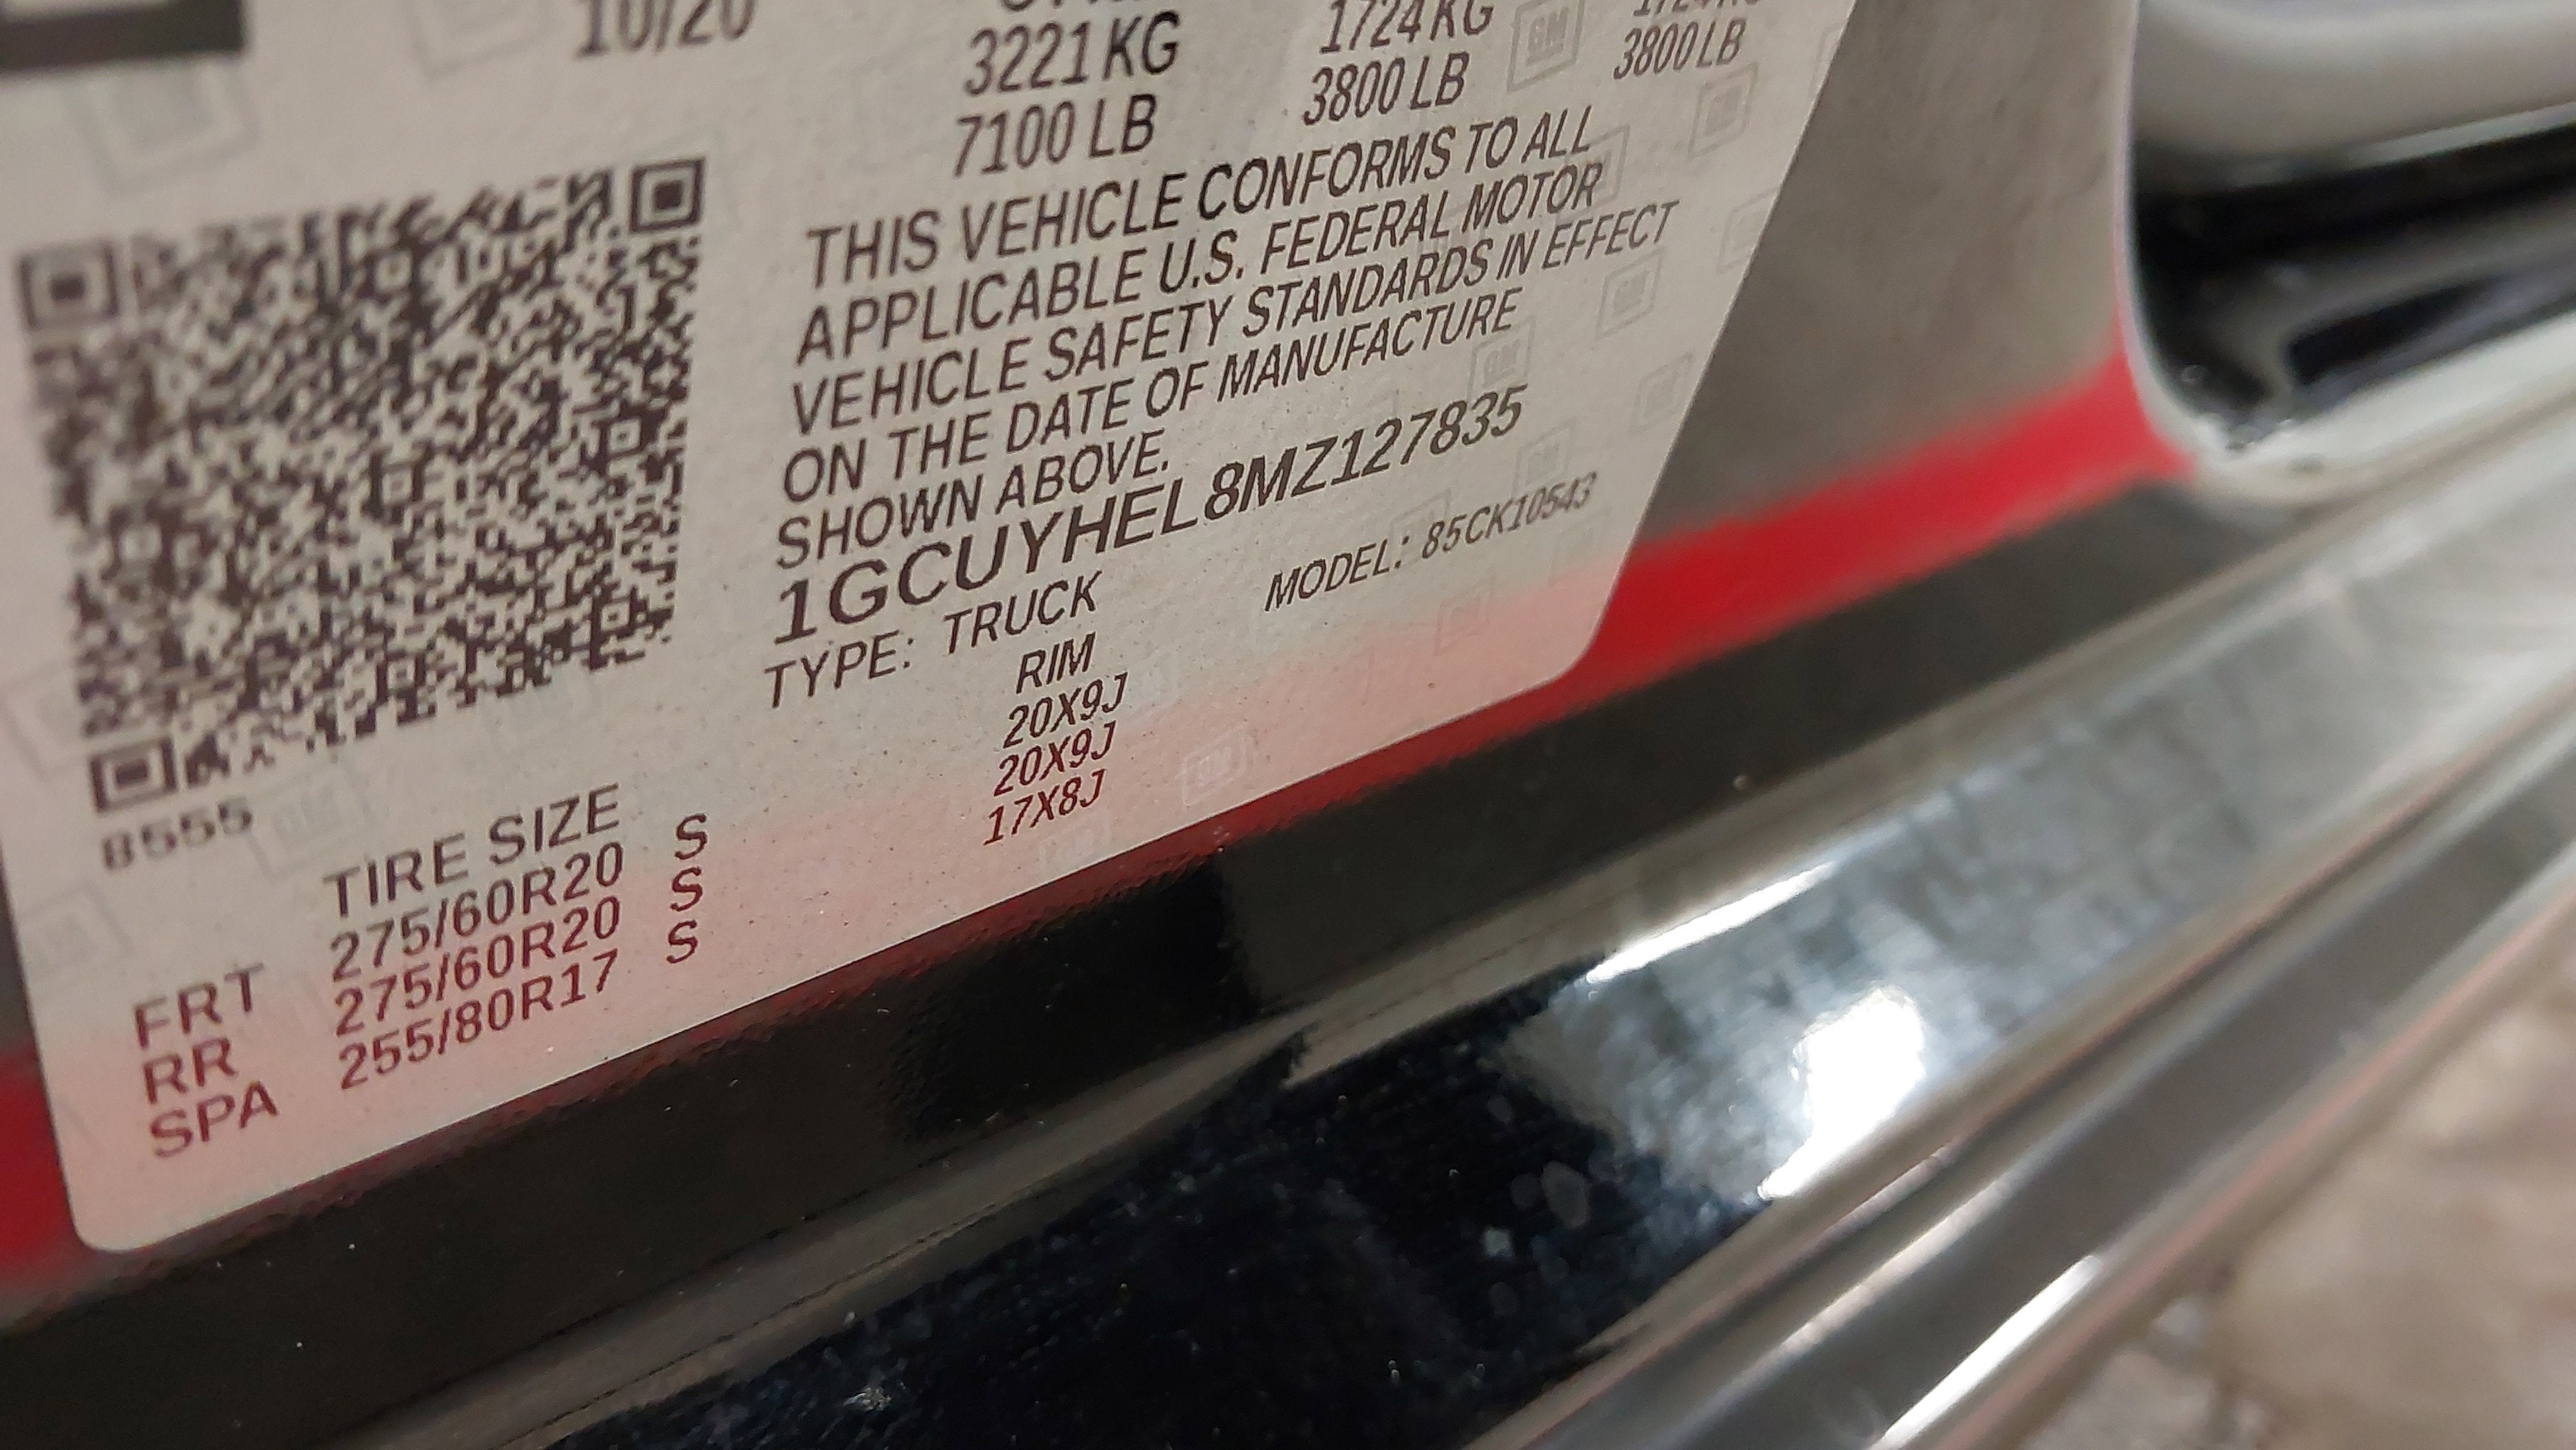 10/20
3221 KG 1724 KG
7100 LB 3800 LB 3800 LB
THIS VEHICLE CONFORMS TO ALL
APPLICABLE U.S. FEDERAL MOTOR
VEHICLE SAFETY STANDARDS IN EFFECT
ON THE DATE OF MANUFACTURE
SHOWN ABOVE.
1GCUYHEL8MZ127835
TYPE: TRUCK MODEL: 85CK10543
8555
TIRE SIZE RIM
FRT 275/60R20 S 20X9J
RR 275/60R20 S 20X9J
SPA 255/80R17 S 17X8J